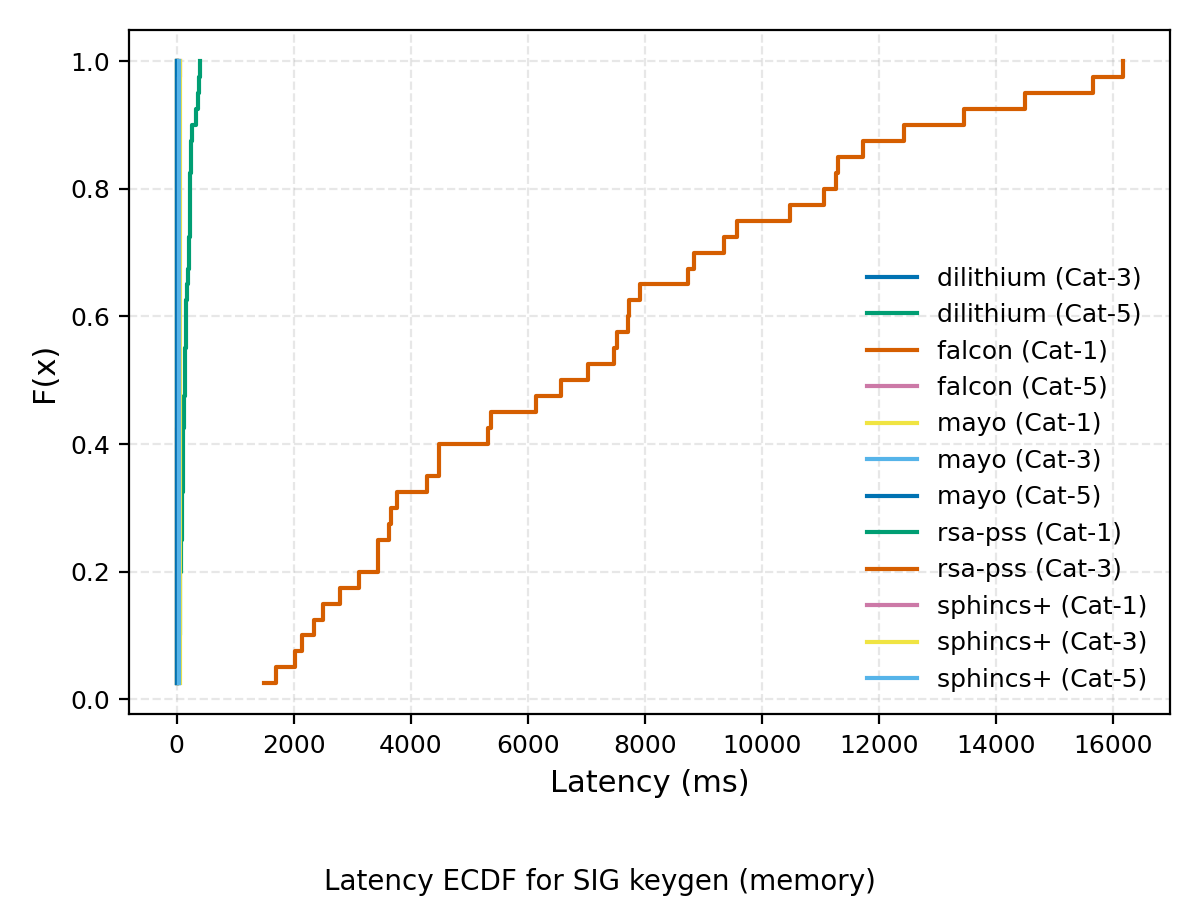 1.0
0.8
0.6
0.4
0.2
0.0
F(x)
dilithium (Cat-3)
dilithium (Cat-5)
falcon (Cat-1)
falcon (Cat-5)
mayo (Cat-1)
mayo (Cat-3)
mayo (Cat-5)
rsa-pss (Cat-1)
rsa-pss (Cat-3)
sphincs+ (Cat-1)
sphincs+ (Cat-3)
sphincs+ (Cat-5)
0 2000 4000 6000 8000 10000 12000 14000 16000
Latency (ms)
Latency ECDF for SIG keygen (memory)